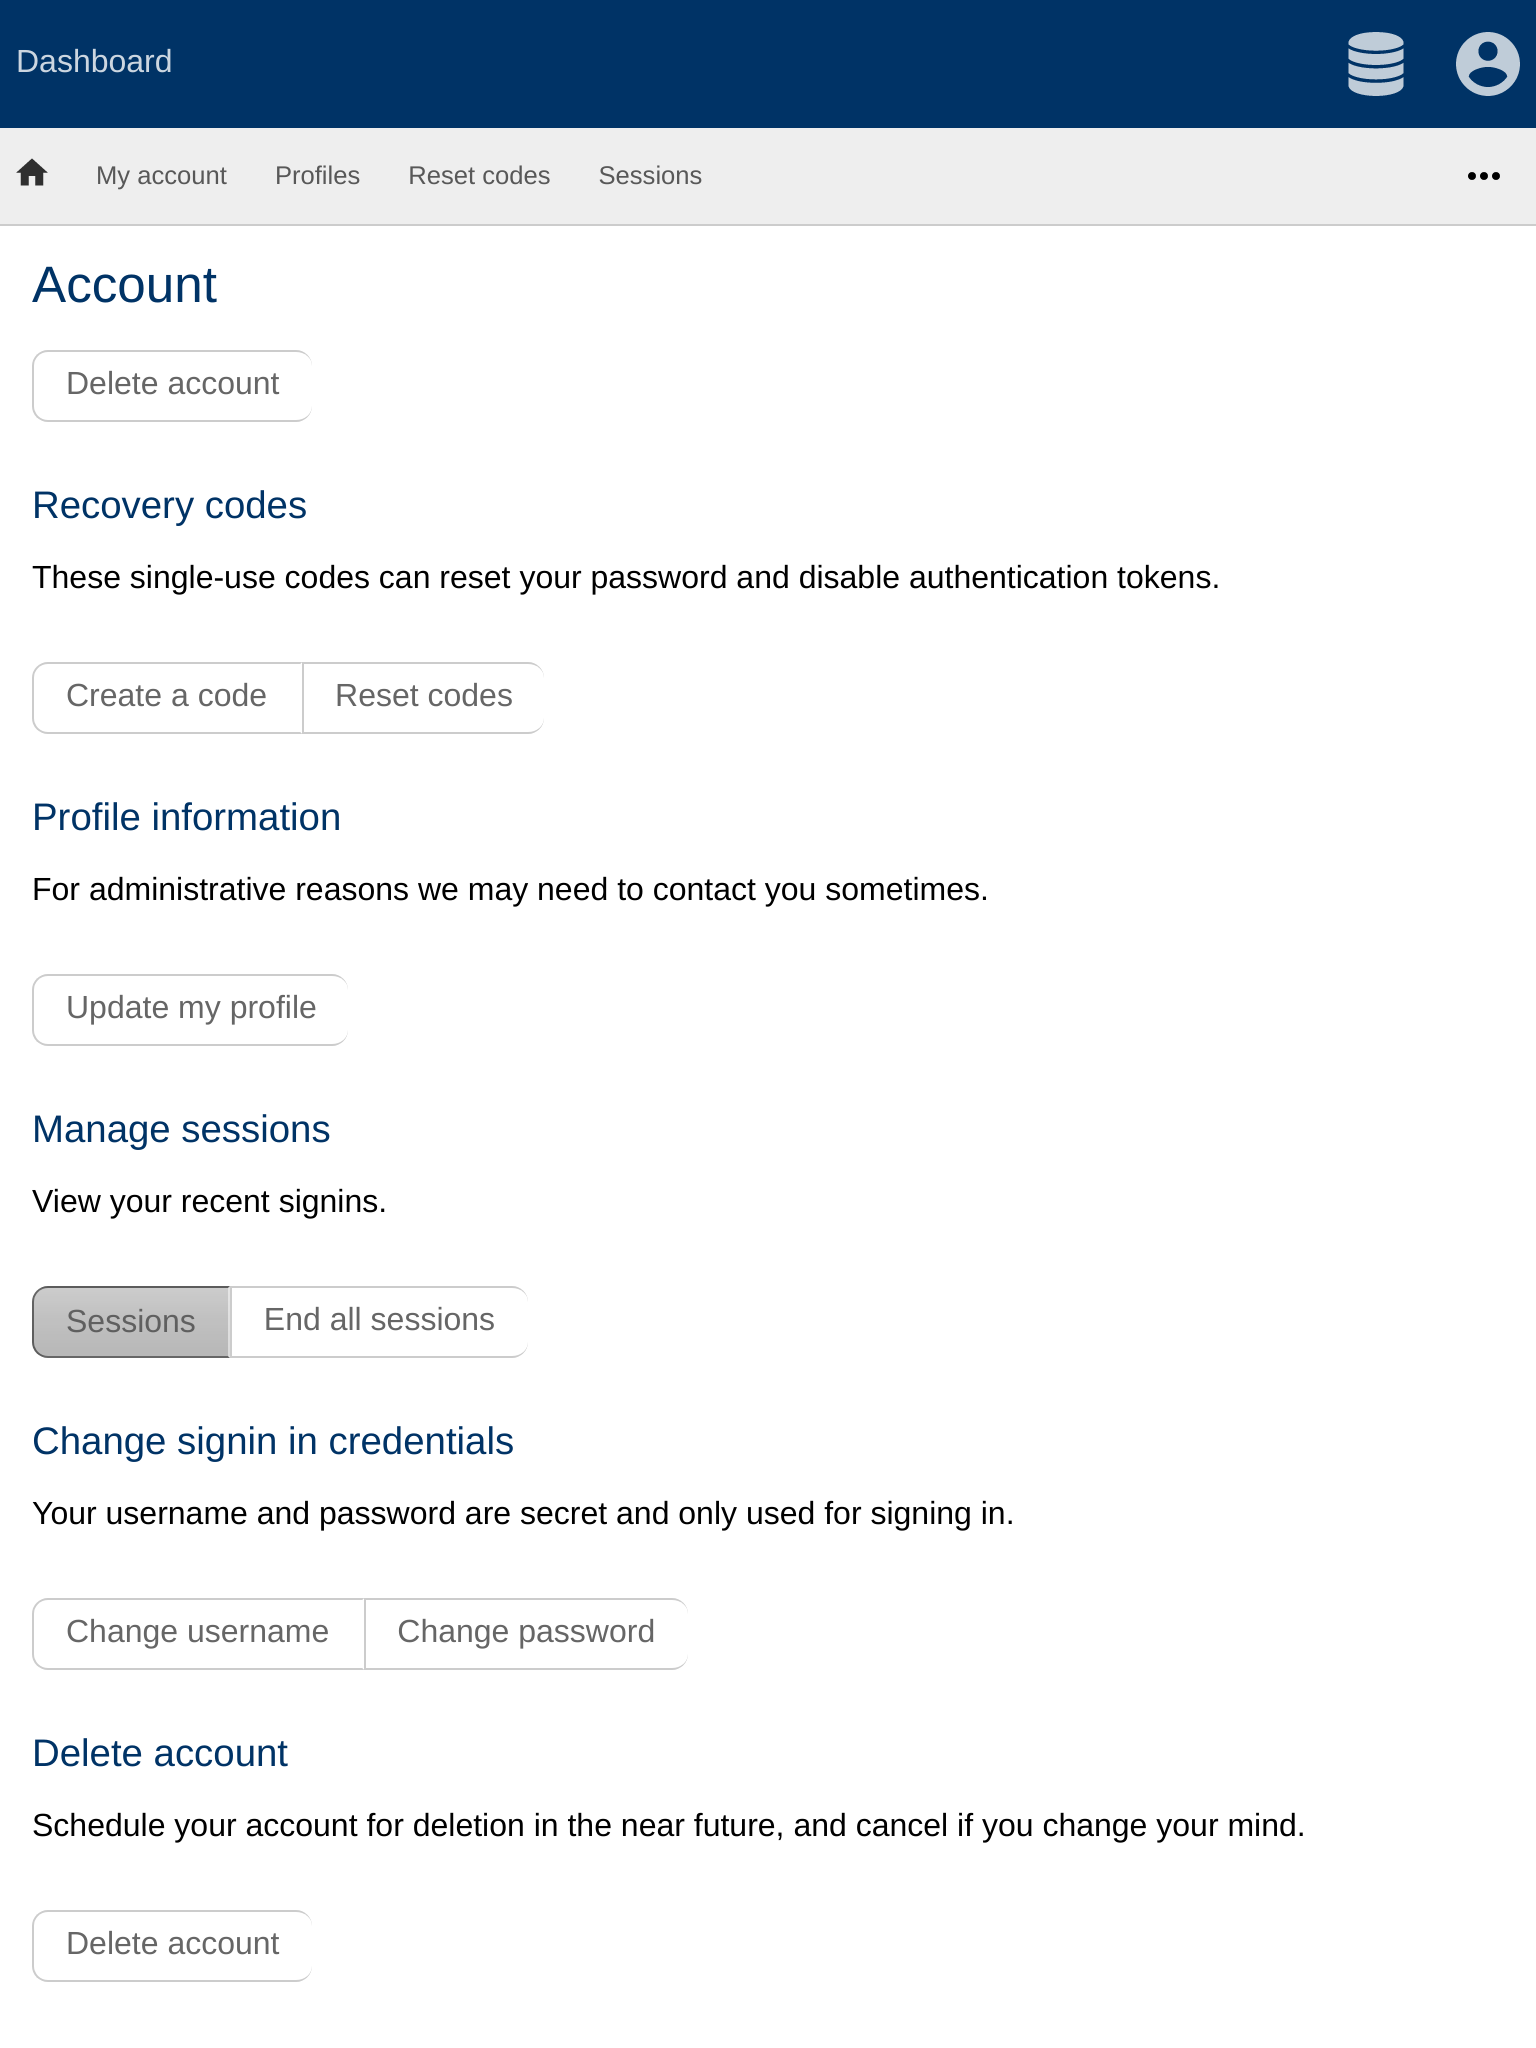 Dashboard
My account Profiles Reset codes Sessions
Account
Delete account
Recovery codes
These single-use codes can reset your password and disable authentication tokens.
Create a code Reset codes
Profile information
For administrative reasons we may need to contact you sometimes.
Update my profile
Manage sessions
View your recent signins.
Sessions End all sessions
Change signin in credentials
Your username and password are secret and only used for signing in.
Change username Change password
Delete account
Schedule your account for deletion in the near future, and cancel if you change your mind.
Delete account